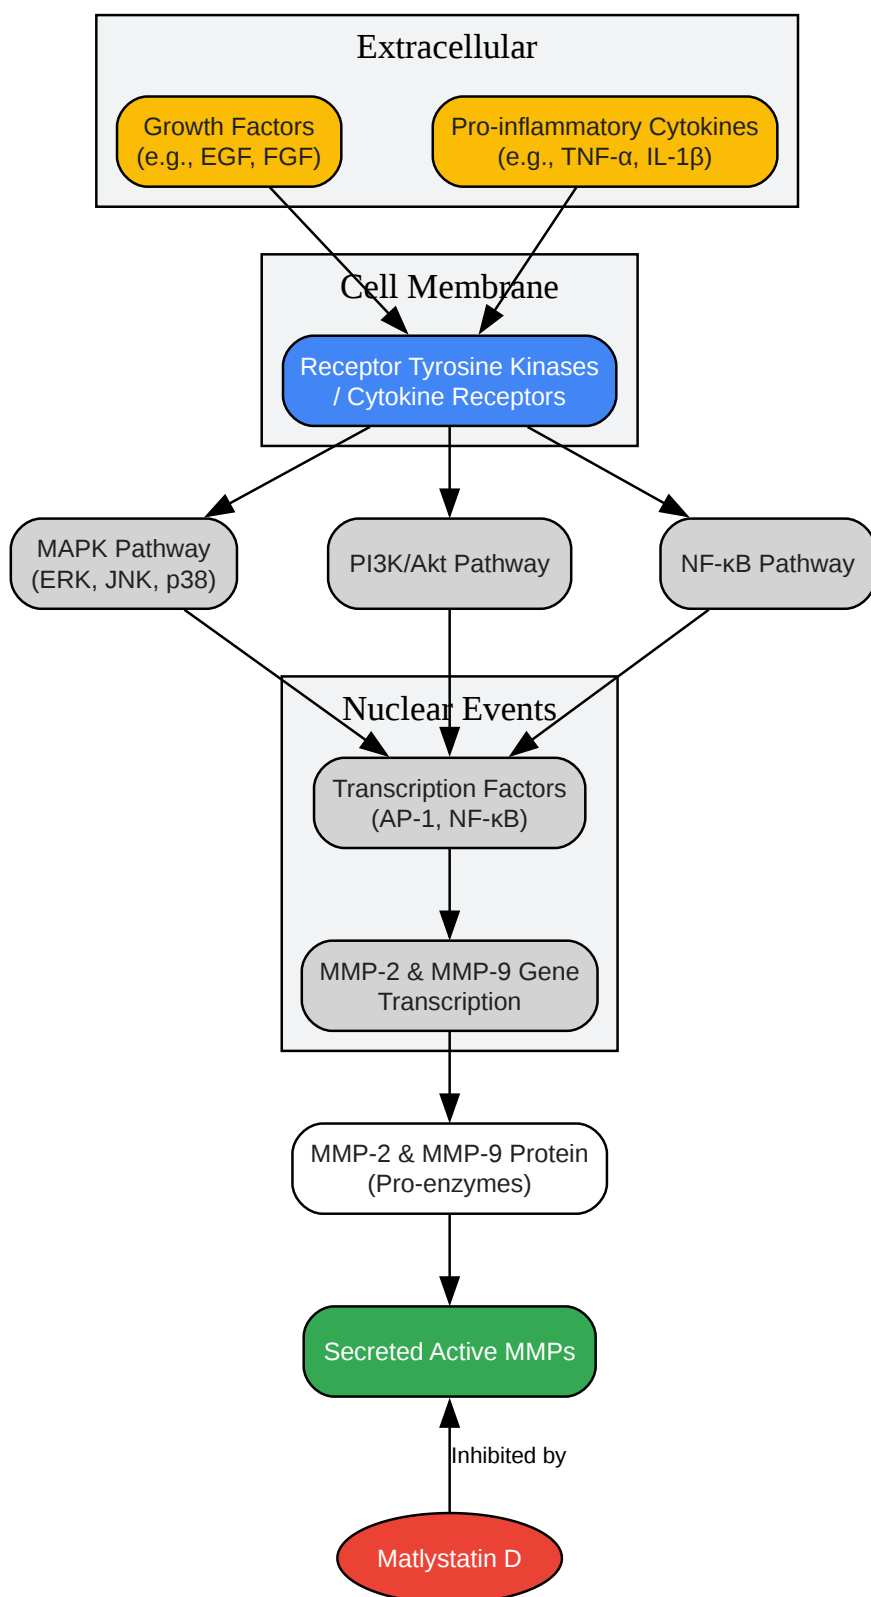 Extracellular
Growth Factors
(e.g., EGF, FGF)
Pro-inflammatory Cytokines
(e.g., TNF-α, IL-1β)
Cell Membrane
Receptor Tyrosine Kinases
/ Cytokine Receptors
MAPK Pathway
(ERK, JNK, p38)
PI3K/Akt Pathway
NF-κB Pathway
Nuclear Events
Transcription Factors
(AP-1, NF-κB)
MMP-2 & MMP-9 Gene
Transcription
MMP-2 & MMP-9 Protein
(Pro-enzymes)
Secreted Active MMPs
Inhibited by
Matlystatin D